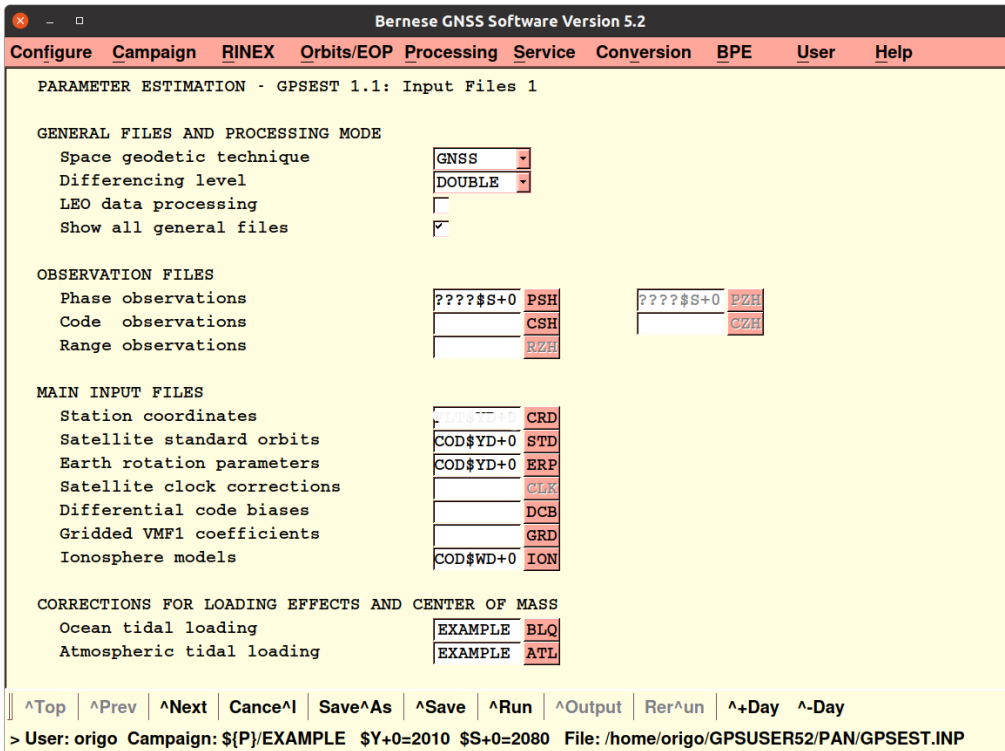 Bernese GNSS Software Version 5.2
Configure Campaign RINEX Orbits/EOP Processing Service Conversion BPE User Help
PARAMETER ESTIMATION - GPSEST 1.1: Input Files 1
GENERAL FILES AND PROCESSING MODE
Space geodetic technique GNSS
Differencing level DOUBLE
LEO data processing
Show all general files
OBSERVATION FILES
Phase observations ????$S+0 PSH ????$S+0 PZH
Code observations CSH CZH
Range observations RZH
MAIN INPUT FILES
Station coordinates CRD
Satellite standard orbits COD$YD+0 STD
Earth rotation parameters COD$YD+0 ERP
Satellite clock corrections CLK
Differential code biases DCB
Gridded VMF1 coefficients GRD
Ionosphere models COD$WD+0 ION
CORRECTIONS FOR LOADING EFFECTS AND CENTER OF MASS
Ocean tidal loading EXAMPLE BLQ
Atmospheric tidal loading EXAMPLE ATL
^Top ^Prev ^Next Cance^l Save^As ^Save ^Run ^Output Rer^un ^+Day ^-Day
> User: origo Campaign: ${P}/EXAMPLE $Y+0=2010 $S+0=2080 File: /home/origo/GPSUSER52/PAN/GPSEST.INP